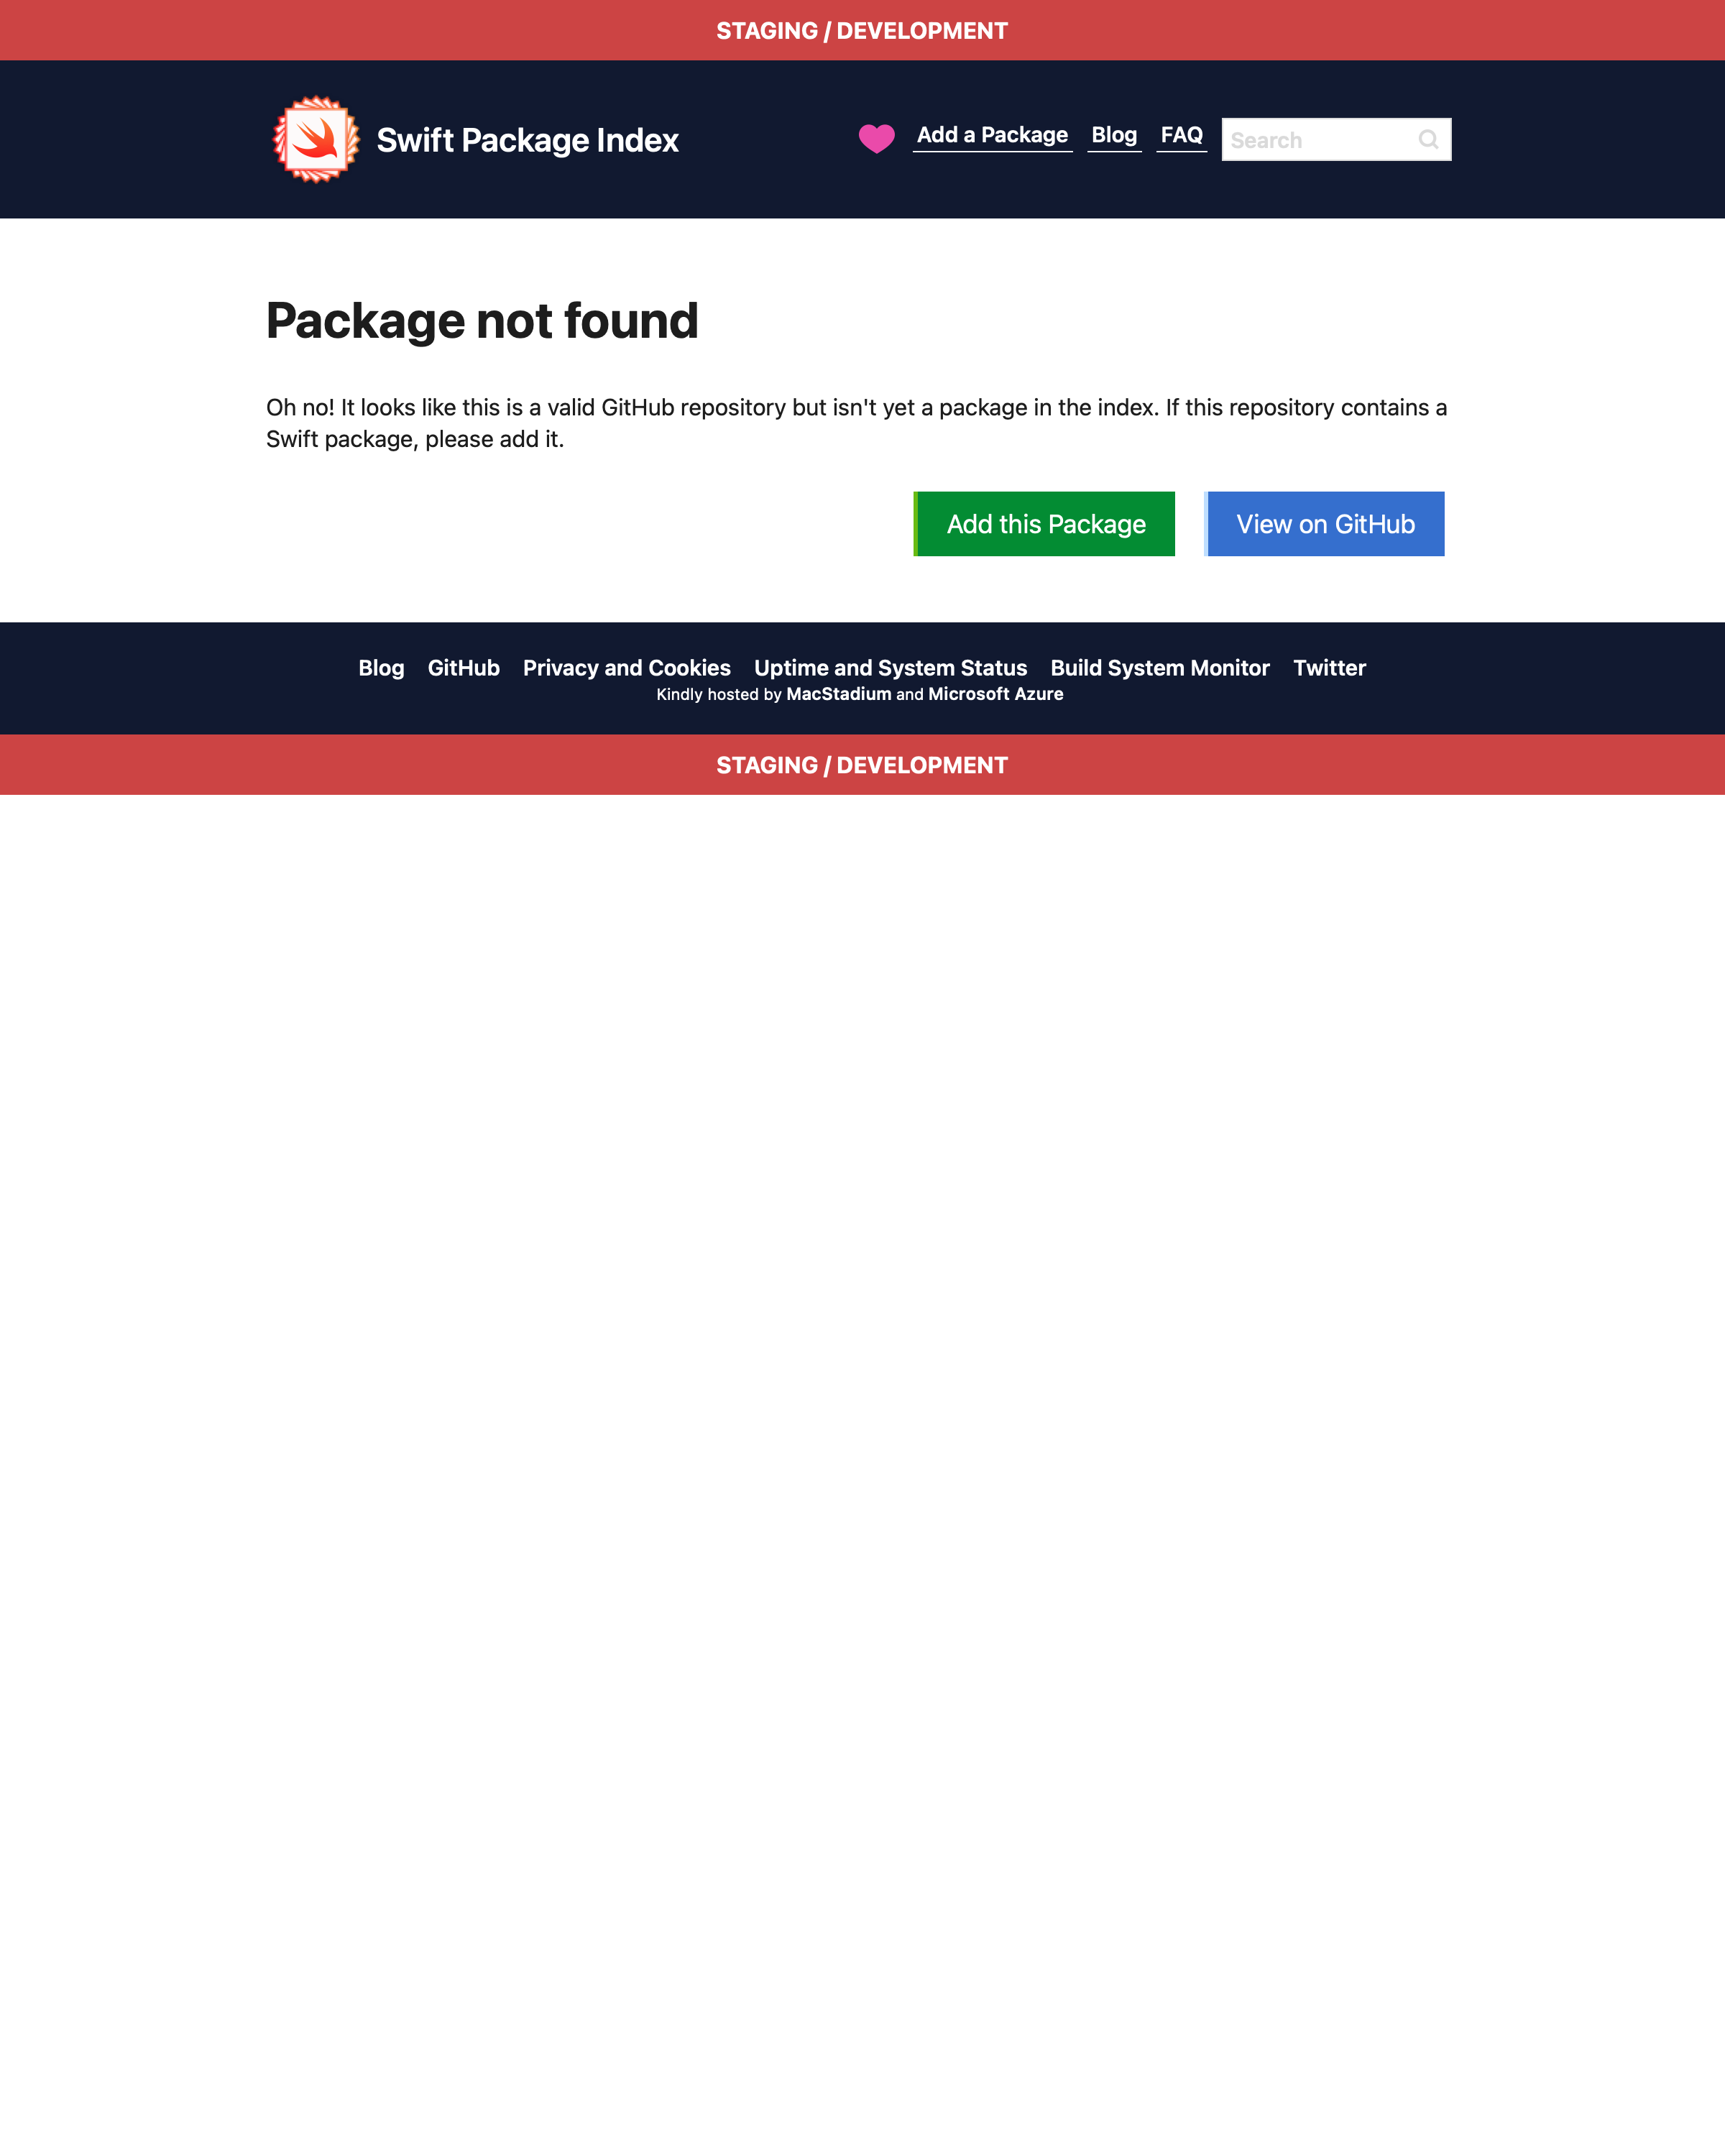 STAGING / DEVELOPMENT
Swift Package Index
Add a Package Blog FAQ Search
Package not found
Oh no! It looks like this is a valid GitHub repository but isn't yet a package in the index. If this repository contains a
Swift package, please add it.
Add this Package View on GitHub
Blog GitHub Privacy and Cookies Uptime and System Status Build System Monitor Twitter
Kindly hosted by MacStadium and Microsoft Azure
STAGING / DEVELOPMENT